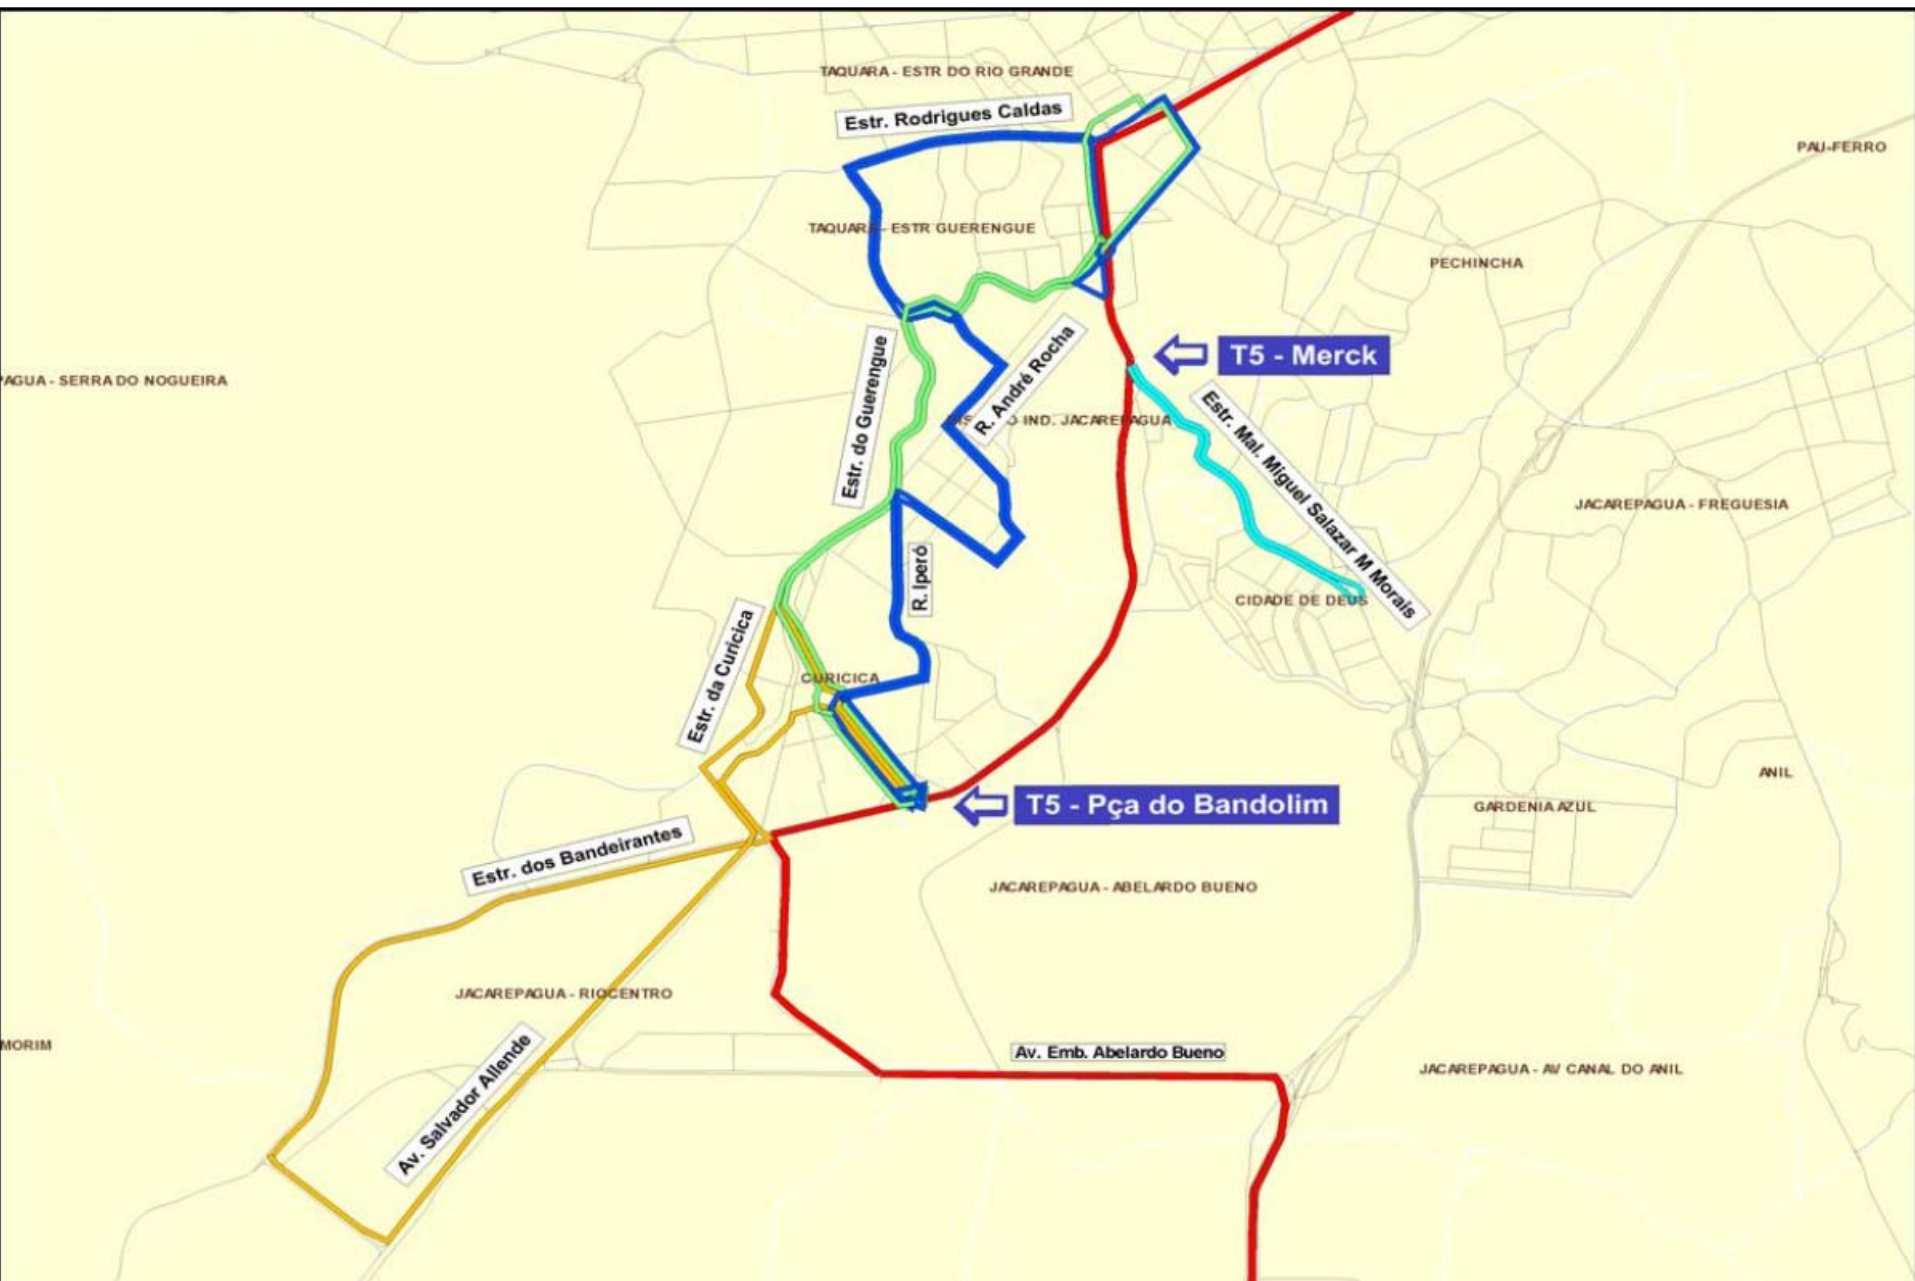 TAQUARA - ESTR DO RIO GRANDE
Estr. Rodrigues Caldas
PAU-FERRO
TAQUARA - ESTR GUERENGUE
PECHINCHA
T5 - Merck
AGUA - SERRA DO NOGUEIRA
Estr. do Guerengue
R. André Rocha
IND. JACAREPAGUA
Estr. Mal. Miguel Salazar M Morais
JACAREPAGUA - FREGUESIA
R. Iperó
CIDADE DE DEUS
Estr. da Curicica
CURICICA
ANIL
T5 - Pça do Bandolim
GARDENIA AZUL
Estr. dos Bandeirantes
JACAREPAGUA - ABELARDO BUENO
JACAREPAGUA - RIOCENTRO
MORIM
Av. Salvador Allende
Av. Emb. Abelardo Bueno
JACAREPAGUA - AV CANAL DO ANIL